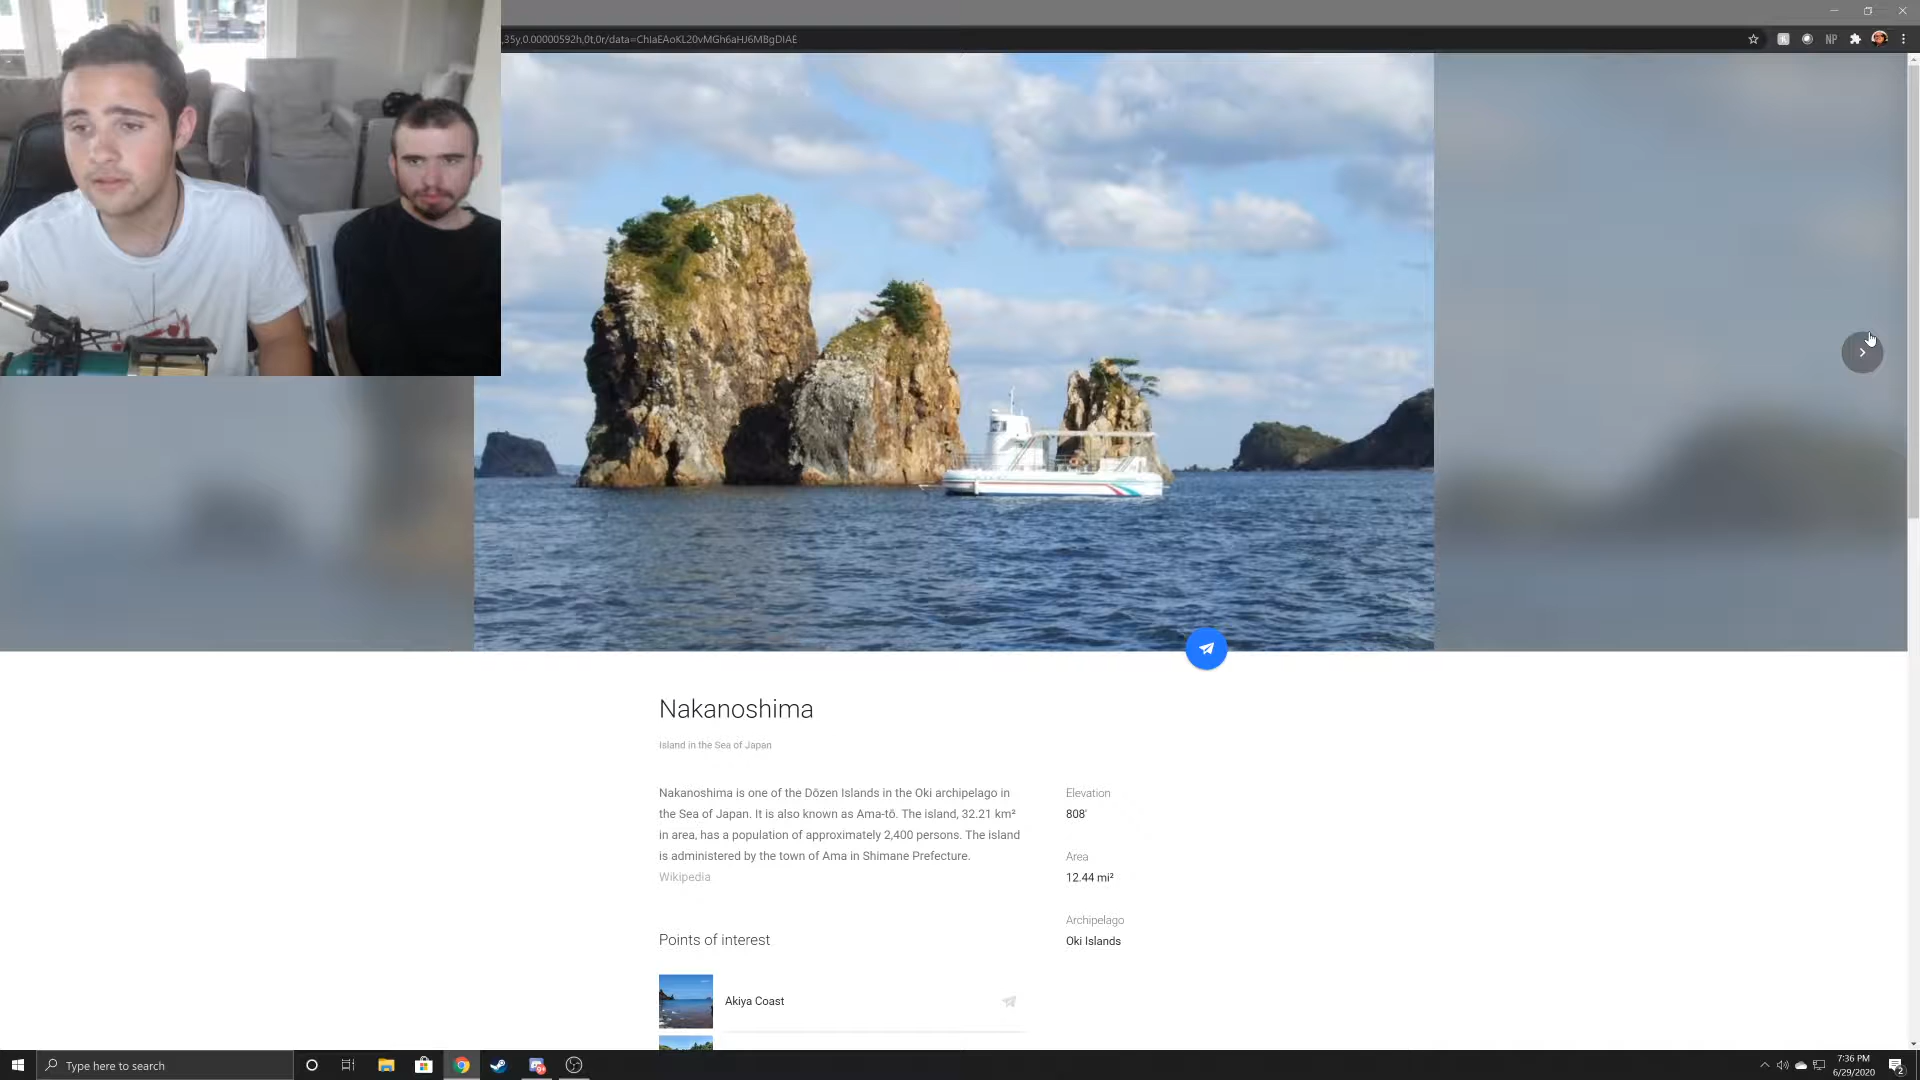 ,35y,0.00000592h,0t,0r/data=ChIaEAoKL20vMGh6aHJ6MBgDIAE
NP
Nakanoshima
Island in the Sea of Japan
Nakanoshima is one of the Dōzen Islands in the Oki archipelago in
the Sea of Japan. It is also known as Ama-tō. The island, 32.21 km²
in area, has a population of approximately 2,400 persons. The island
is administered by the town of Ama in Shimane Prefecture.
Wikipedia
Elevation
808'
Area
12.44 mi²
Archipelago
Oki Islands
Points of interest
Akiya Coast
Type here to search
7:36 PM
6/29/2020
2